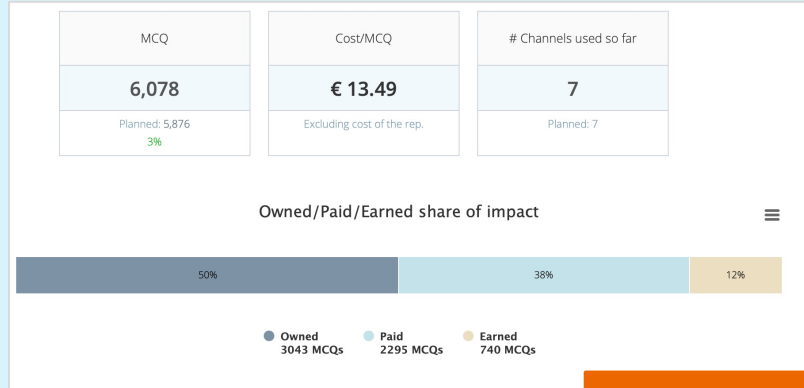 MCQ
Cost/MCQ
# Channels used so far
6,078
€ 13.49
7
Planned: 5,876
3%
Excluding cost of the rep.
Planned: 7
Owned/Paid/Earned share of impact
50%
38%
12%
Owned
3043 MCQs
Paid
2295 MCQs
Earned
740 MCQs